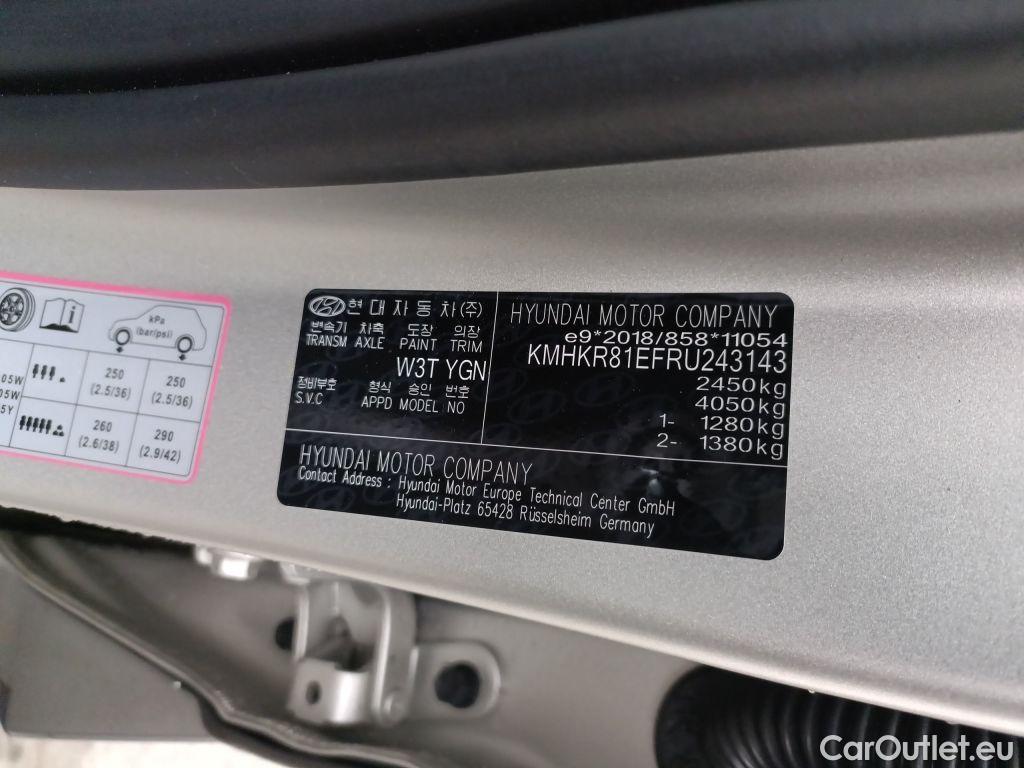 i
kPa
(bar/psi)
05W
05W
5Y
250
(2.5/36)
250
(2.5/36)
260
(2.6/38)
290
(2.9/42)
현대자동차(주)
변속기 차축 도장 의장
TRANSM AXLE PAINT TRIM
W3T YGN
정비부호 형식 승인 번호
S.V.C APPD MODEL NO
HYUNDAI MOTOR COMPANY
e9*2018/858*11054
KMHKR81EFRU243143
2450kg
4050kg
1- 1280kg
2- 1380kg
HYUNDAI MOTOR COMPANY
Contact Address : Hyundai Motor Europe Technical Center GmbH
Hyundai-Platz 65428 Rüsselsheim Germany
CarOutlet.eu